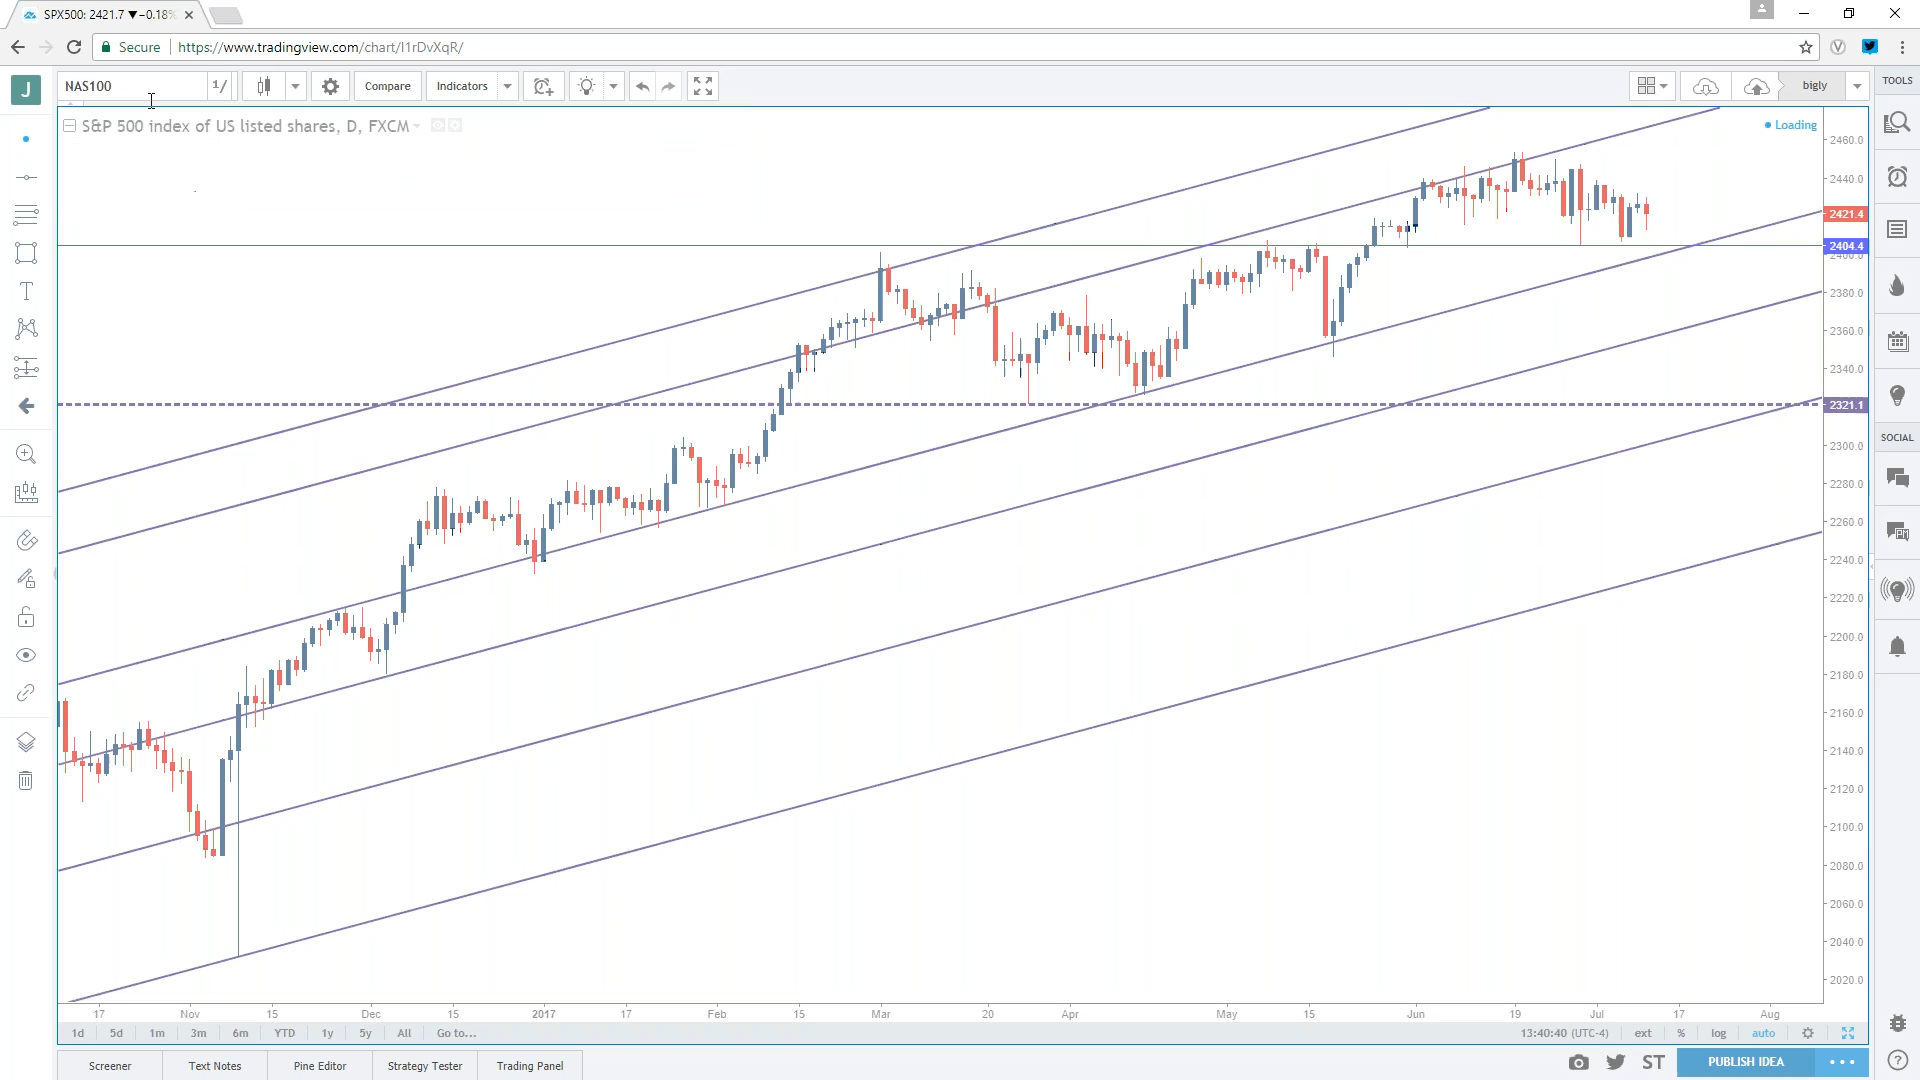 SPX500: 2421.7 ▼−0.18%
Secure
https://www.tradingview.com/chart/I1rDvXqR/
J
NAS100
1/
Compare
Indicators
bigly
TOOLS
S&P 500 index of US listed shares, D, FXCM
Loading
2460.0
2440.0
2421.4
2404.4
2400.0
2380.0
2360.0
2340.0
2321.1
2300.0
2280.0
2260.0
2240.0
2220.0
2200.0
2180.0
2160.0
2140.0
2120.0
2100.0
2080.0
2060.0
2040.0
2020.0
SOCIAL
17 Nov 15 Dec 15 2017 17 Feb 15 Mar 20 Apr May 15 Jun 19 Jul 17 Aug
1d 5d 1m 3m 6m YTD 1y 5y All Go to...
13:40:40 (UTC-4) ext % log auto
Screener Text Notes Pine Editor Strategy Tester Trading Panel
ST
PUBLISH IDEA